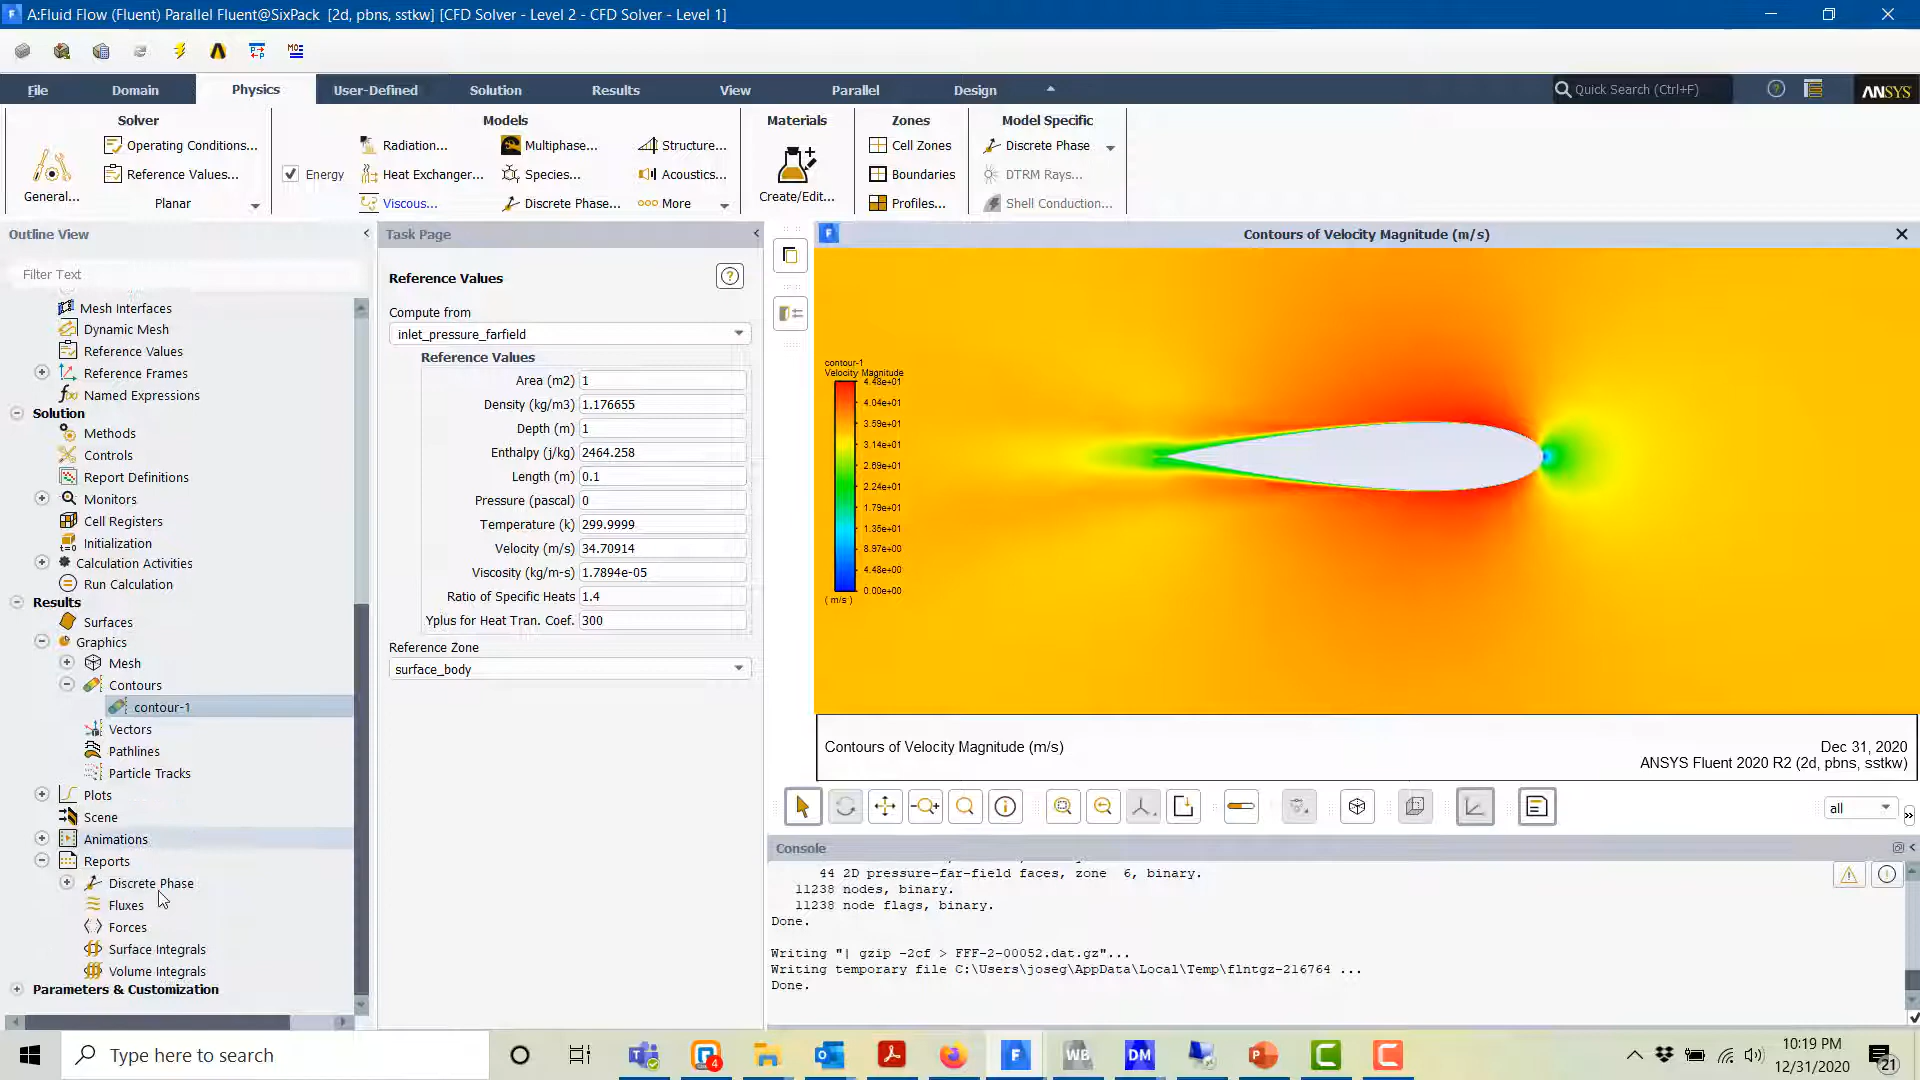 A:Fluid Flow (Fluent) Parallel Fluent@SixPack [2d, pbns, sstkw] [CFD Solver - Level 2 - CFD Solver - Level 1]
File
Domain
Physics
User-Defined
Solution
Results
View
Parallel
Design
Quick Search (Ctrl+F)
ANSYS
Solver
Models
Materials
Zones
Model Specific
General...
Operating Conditions...
Reference Values...
Planar
Energy
Radiation...
Heat Exchanger...
Viscous...
Multiphase...
Species...
Discrete Phase...
Structure...
Acoustics...
More
Create/Edit...
Cell Zones
Boundaries
Profiles...
Discrete Phase
DTRM Rays...
Shell Conduction...
Outline View
Filter Text
Mesh Interfaces
Dynamic Mesh
Reference Values
Reference Frames
Named Expressions
Solution
Methods
Controls
Report Definitions
Monitors
Cell Registers
Initialization
Calculation Activities
Run Calculation
Results
Surfaces
Graphics
Mesh
Contours
contour-1
Vectors
Pathlines
Particle Tracks
Plots
Scene
Animations
Reports
Discrete Phase
Fluxes
Forces
Surface Integrals
Volume Integrals
Parameters & Customization
Task Page
Reference Values
Compute from
inlet_pressure_farfield
Reference Values
Area (m2) 1
Density (kg/m3) 1.176655
Depth (m) 1
Enthalpy (j/kg) 2464.258
Length (m) 0.1
Pressure (pascal) 0
Temperature (k) 299.9999
Velocity (m/s) 34.70914
Viscosity (kg/m-s) 1.7894e-05
Ratio of Specific Heats 1.4
Yplus for Heat Tran. Coef. 300
Reference Zone
surface_body
Contours of Velocity Magnitude (m/s)
contour-1
Velocity Magnitude
4.48e+01
4.04e+01
3.59e+01
3.14e+01
2.69e+01
2.24e+01
1.79e+01
1.35e+01
8.97e+00
4.48e+00
0.00e+00
( m/s )
Contours of Velocity Magnitude (m/s)
Dec 31, 2020
ANSYS Fluent 2020 R2 (2d, pbns, sstkw)
all
Console
44 2D pressure-far-field faces, zone 6, binary.
11238 nodes, binary.
11238 node flags, binary.
Done.
Writing "| gzip -2cf > FFF-2-00052.dat.gz"...
Writing temporary file C:\Users\joseg\AppData\Local\Temp\flntgz-216764 ...
Done.
Type here to search
4
WB
DM
10:19 PM
12/31/2020
21